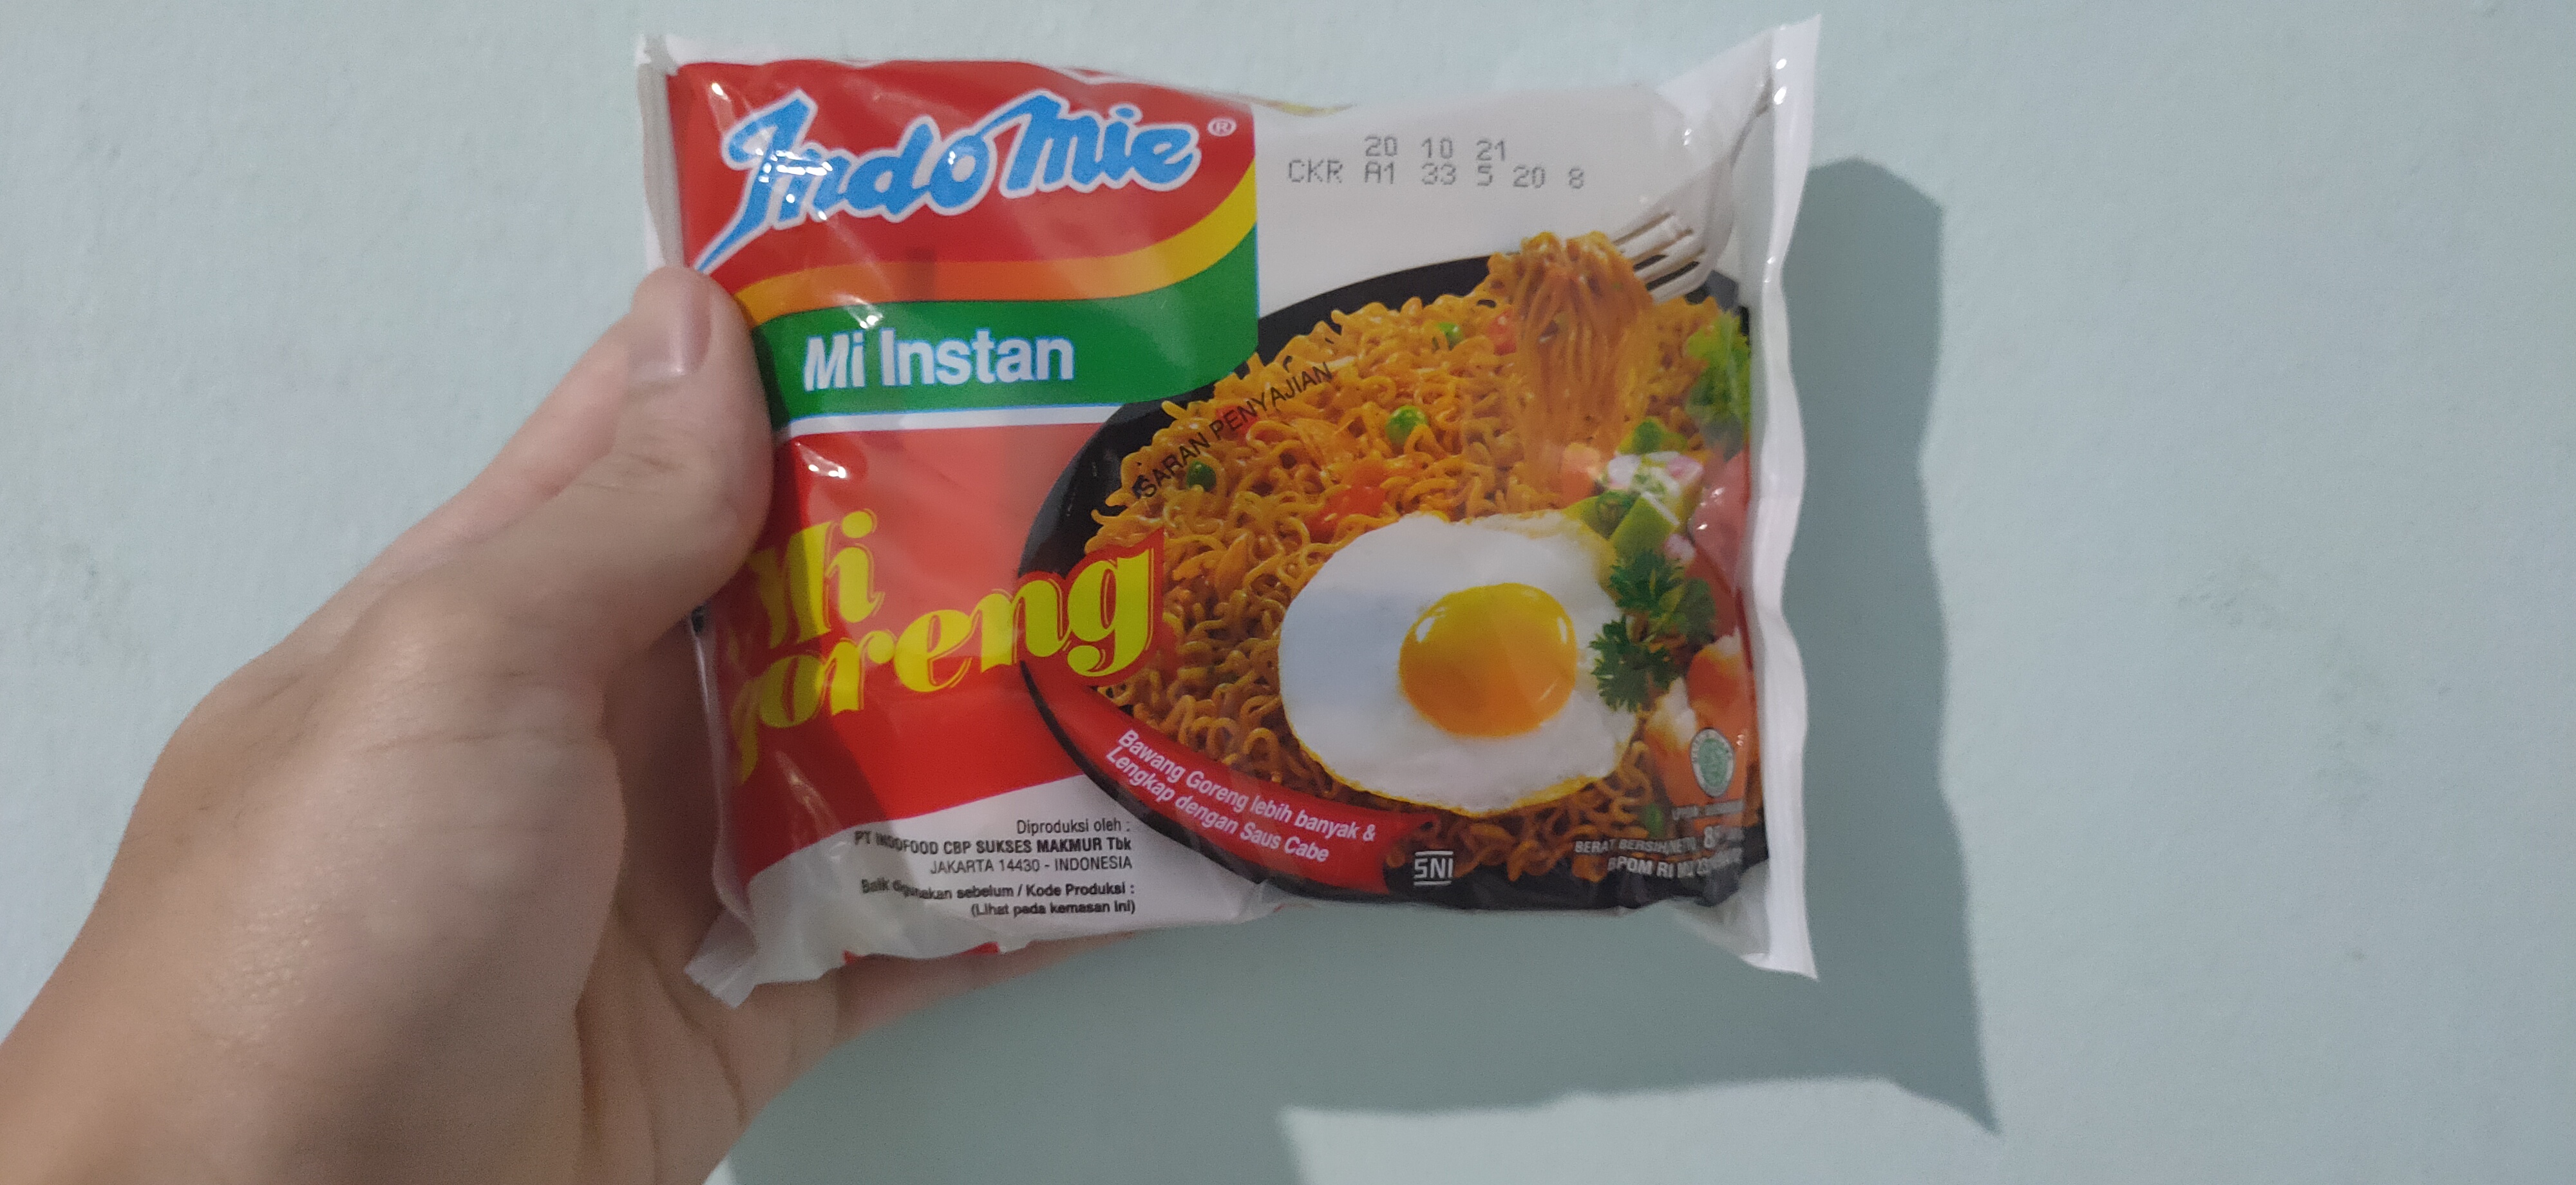 IndoMie®
20 10 21
CKR A1 33 5 20 8
Mi Instan
SARAN PENYAJIAN
Mi
goreng
Bawang Goreng lebih banyak &
Lengkap dengan Saus Cabe
Diproduksi oleh :
PT INDOFOOD CBP SUKSES MAKMUR Tbk
JAKARTA 14430 - INDONESIA
Baik digunakan sebelum / Kode Produksi :
(Lihat pada kemasan ini)
SNI
BERAT BERSIH/NETTO
BPOM RI MD